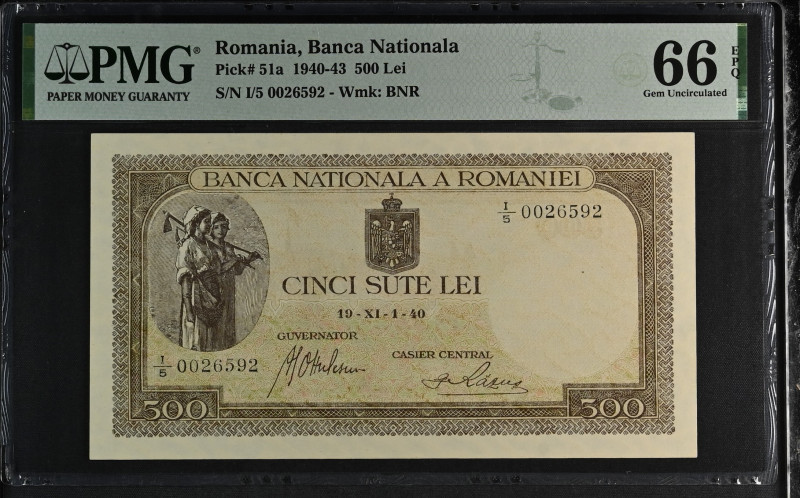 PMG®
PAPER MONEY GUARANTY
Romania, Banca Nationala
Pick# 51a 1940-43 500 Lei
S/N I/5 0026592 - Wmk: BNR
66 EPQ
Gem Uncirculated
BANCA NATIONALA A ROMANIEI
I/5 0026592
CINCI SUTE LEI
19-XI-1-40
GUVERNATOR
CASIER CENTRAL
I/5 0026592
500
500